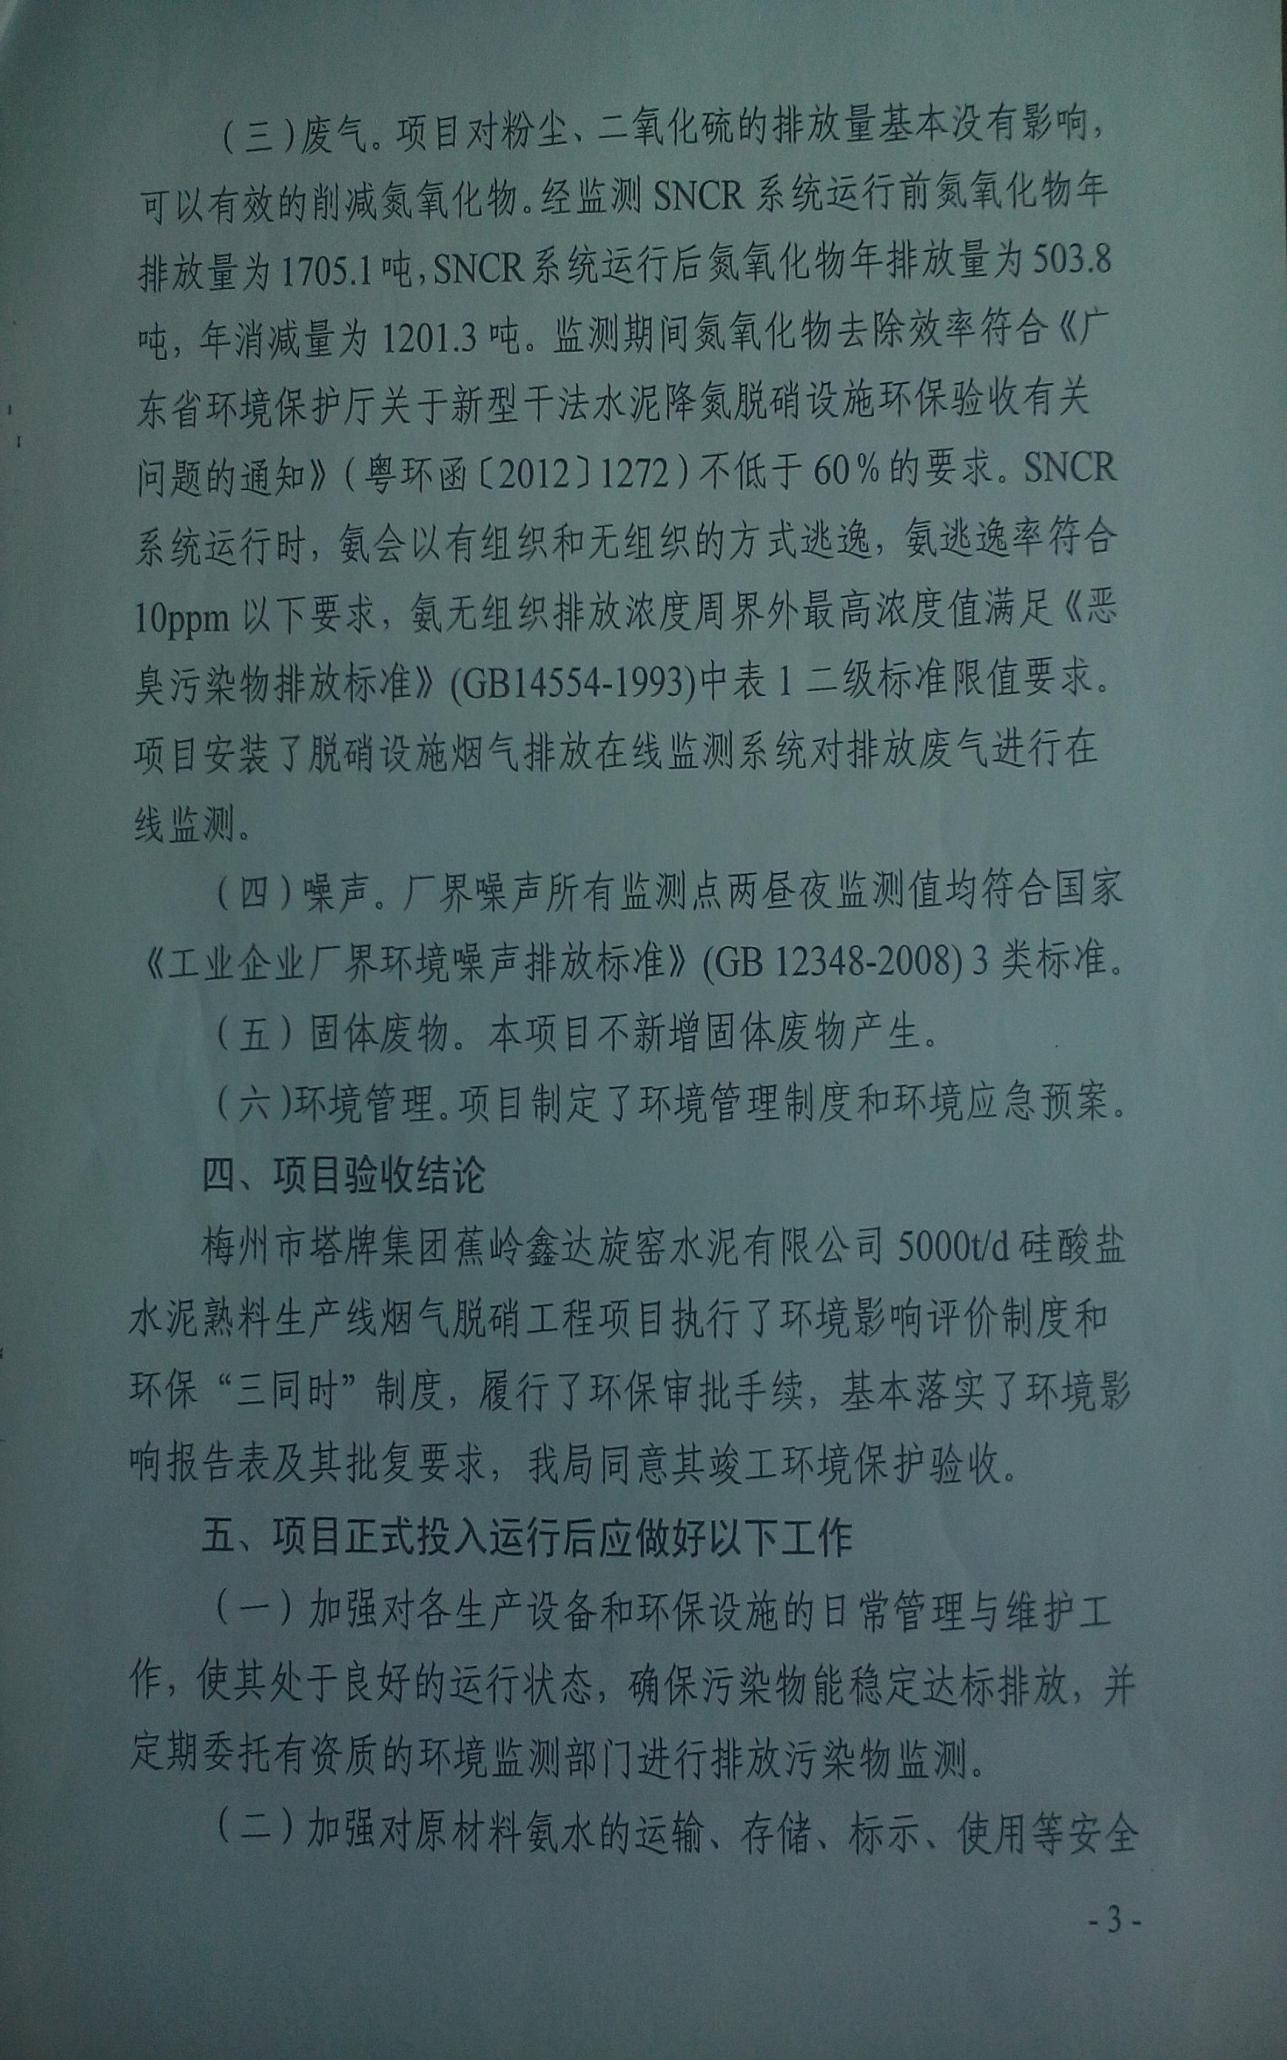 （三）废气。项目对粉尘、二氧化硫的排放量基本没有影响，
可以有效的削减氮氧化物。经监测 SNCR 系统运行前氮氧化物年
排放量为 1705.1 吨，SNCR 系统运行后氮氧化物年排放量为 503.8
吨，年消减量为 1201.3 吨。监测期间氮氧化物去除效率符合《广
东省环境保护厅关于新型干法水泥降氮脱硝设施环保验收有关
问题的通知》（粤环函〔2012〕1272）不低于 60%的要求。SNCR
系统运行时，氨会以有组织和无组织的方式逃逸，氨逃逸率符合
10ppm 以下要求，氨无组织排放浓度周界外最高浓度值满足《恶
臭污染物排放标准》(GB14554-1993)中表 1 二级标准限值要求。
项目安装了脱硝设施烟气排放在线监测系统对排放废气进行在
线监测。
（四）噪声。厂界噪声所有监测点两昼夜监测值均符合国家
《工业企业厂界环境噪声排放标准》(GB 12348-2008) 3 类标准。
（五）固体废物。本项目不新增固体废物产生。
（六）环境管理。项目制定了环境管理制度和环境应急预案。
四、项目验收结论
梅州市塔牌集团蕉岭鑫达旋窑水泥有限公司 5000t/d 硅酸盐
水泥熟料生产线烟气脱硝工程项目执行了环境影响评价制度和
环保“三同时”制度，履行了环保审批手续，基本落实了环境影
响报告表及其批复要求，我局同意其竣工环境保护验收。
五、项目正式投入运行后应做好以下工作
（一）加强对各生产设备和环保设施的日常管理与维护工
作，使其处于良好的运行状态，确保污染物能稳定达标排放，并
定期委托有资质的环境监测部门进行排放污染物监测。
（二）加强对原材料氨水的运输、存储、标示、使用等安全
- 3 -